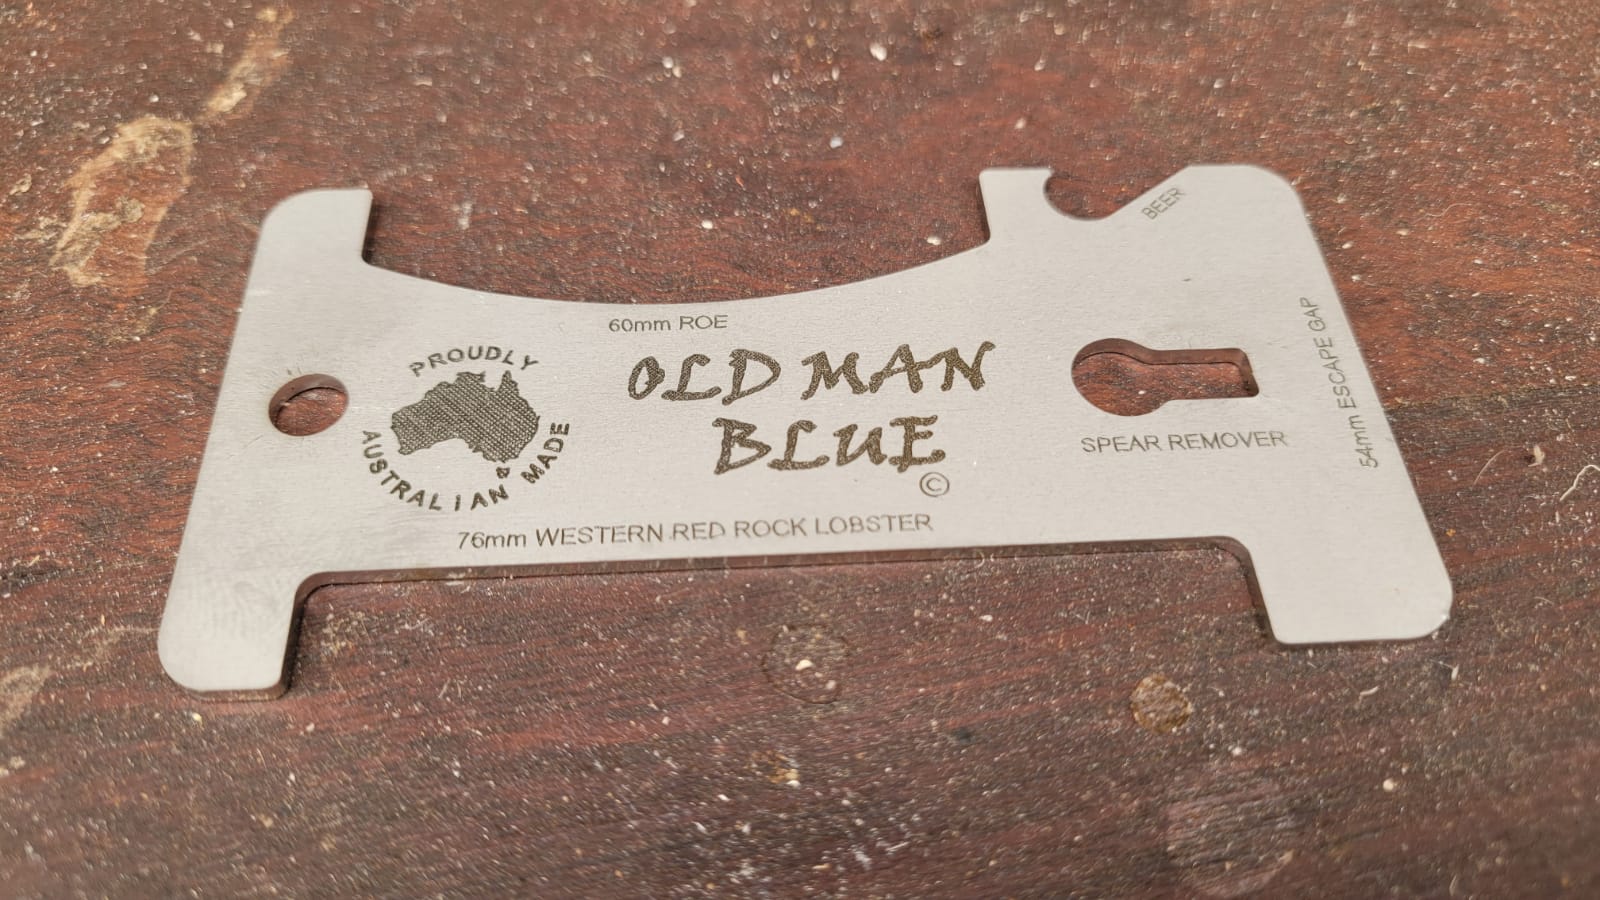 BEER
60mm ROE
PROUDLY
AUSTRALIAN MADE
OLD MAN
BLUE
©
SPEAR REMOVER
54mm ESCAPE GAP
76mm WESTERN RED ROCK LOBSTER